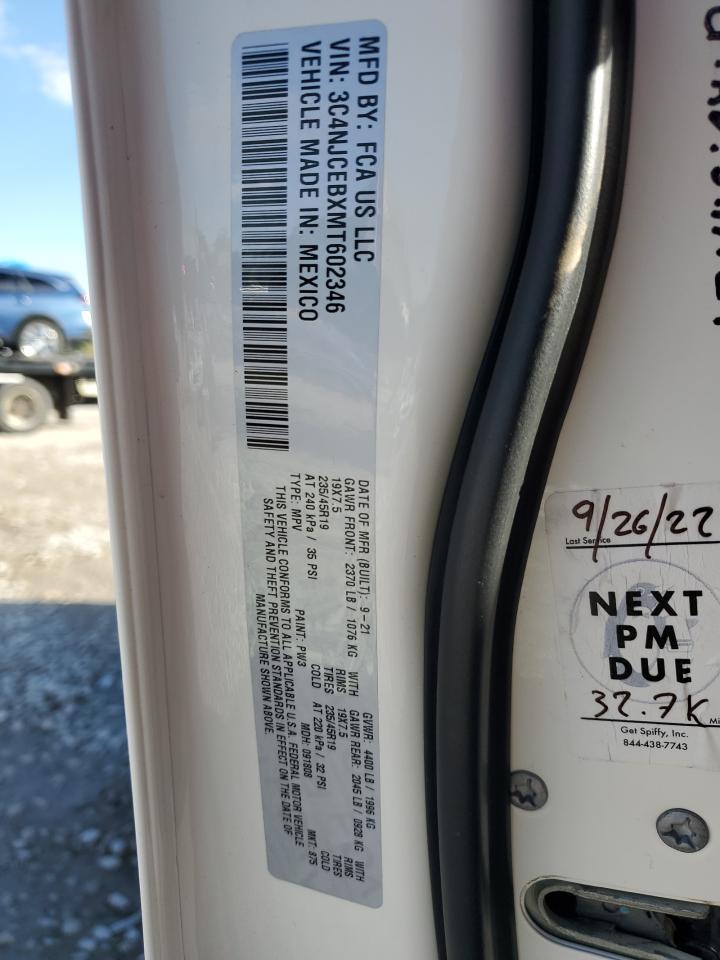 MFD BY: FCA US LLC
VIN: 3C4NJCEBXMT602346
VEHICLE MADE IN: MEXICO
DATE OF MFR (BUILT): 9-21 GVWR: 4400 LB / 1996 KG
GAWR FRONT: 2370 LB / 1076 KG WITH GAWR REAR: 2045 LB / 0928 KG WITH
19X7.5 RIMS 19X7.5 RIMS
235/45R19 TIRES 235/45R19 TIRES
AT 240 kPa / 35 PSI COLD AT 220 kPa / 32 PSI COLD
TYPE: MPV PAINT: PW3 MDH: 091808 MKT: 875
THIS VEHICLE CONFORMS TO ALL APPLICABLE U.S.A. FEDERAL MOTOR VEHICLE
SAFETY AND THEFT PREVENTION STANDARDS IN EFFECT ON THE DATE OF
MANUFACTURE SHOWN ABOVE.
9/26/22
Last Service
NEXT
PM
DUE
32.7K
Get Spiffy, Inc.
844-438-7743